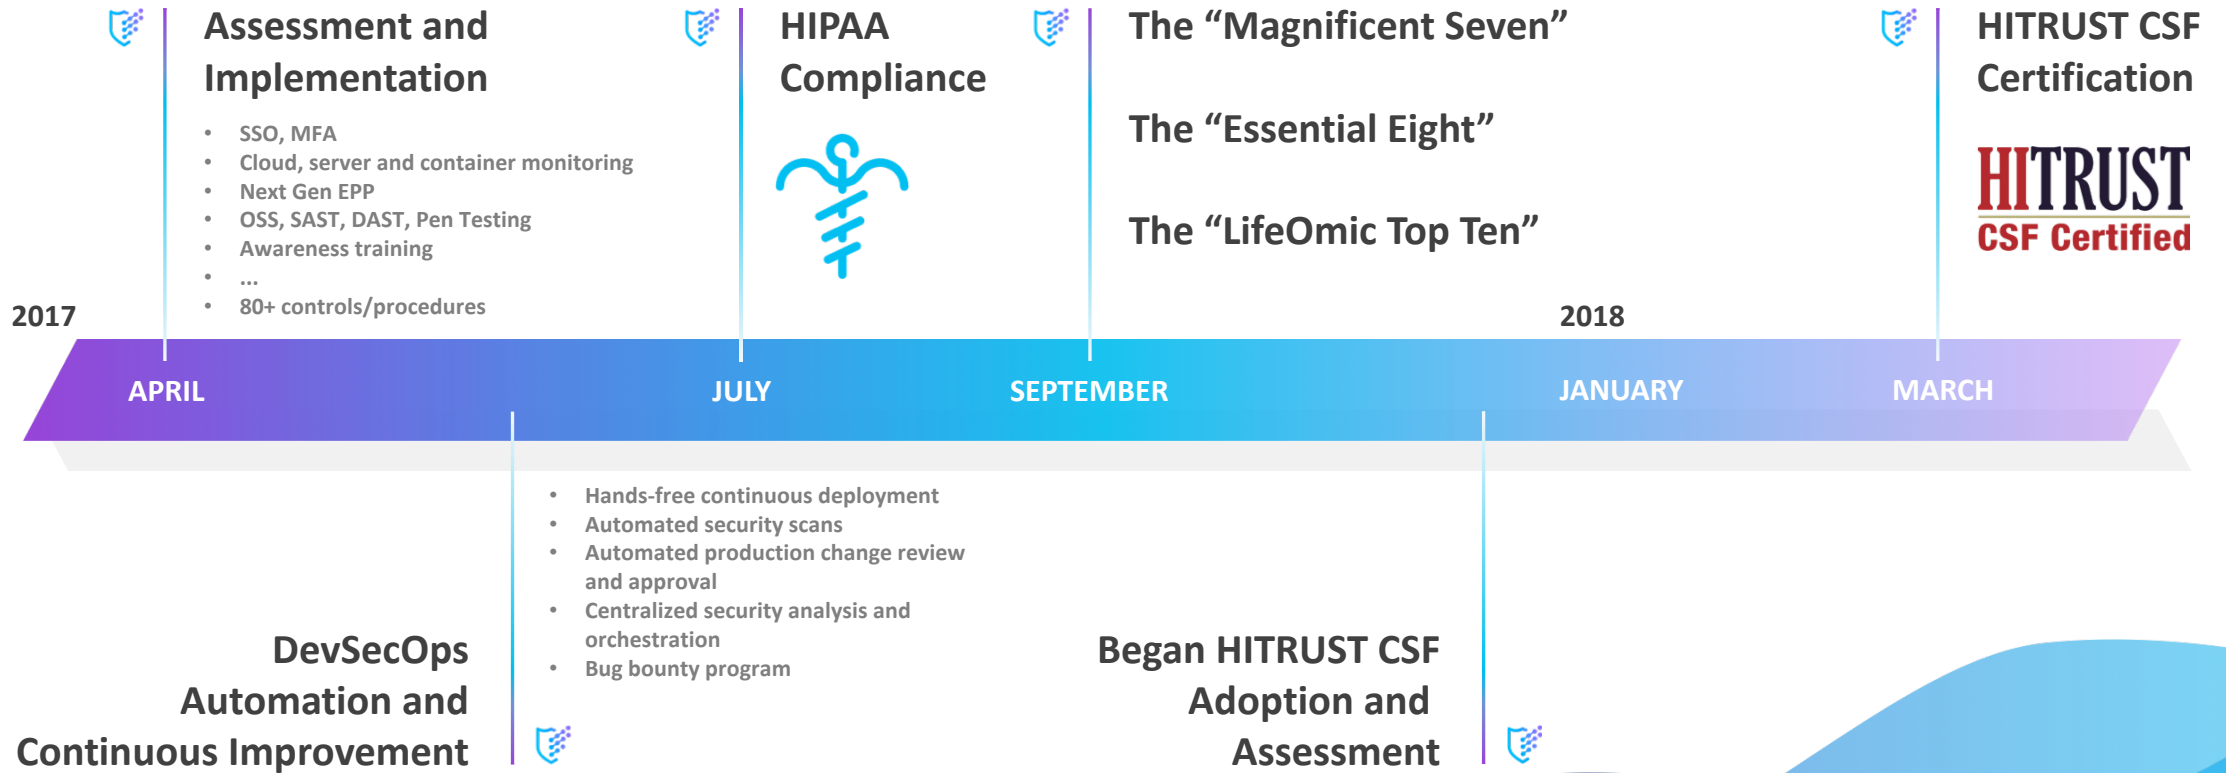 Assessment and
Implementation
• SSO, MFA
• Cloud, server and container monitoring
• Next Gen EPP
• OSS, SAST, DAST, Pen Testing
• Awareness training
• ...
• 80+ controls/procedures
HIPAA
Compliance
The “Magnificent Seven”
The “Essential Eight”
The “LifeOmic Top Ten”
HITRUST CSF
Certification
HITRUST
CSF Certified
2017
2018
APRIL
JULY
SEPTEMBER
JANUARY
MARCH
DevSecOps
Automation and
Continuous Improvement
• Hands-free continuous deployment
• Automated security scans
• Automated production change review
and approval
• Centralized security analysis and
orchestration
• Bug bounty program
Began HITRUST CSF
Adoption and
Assessment